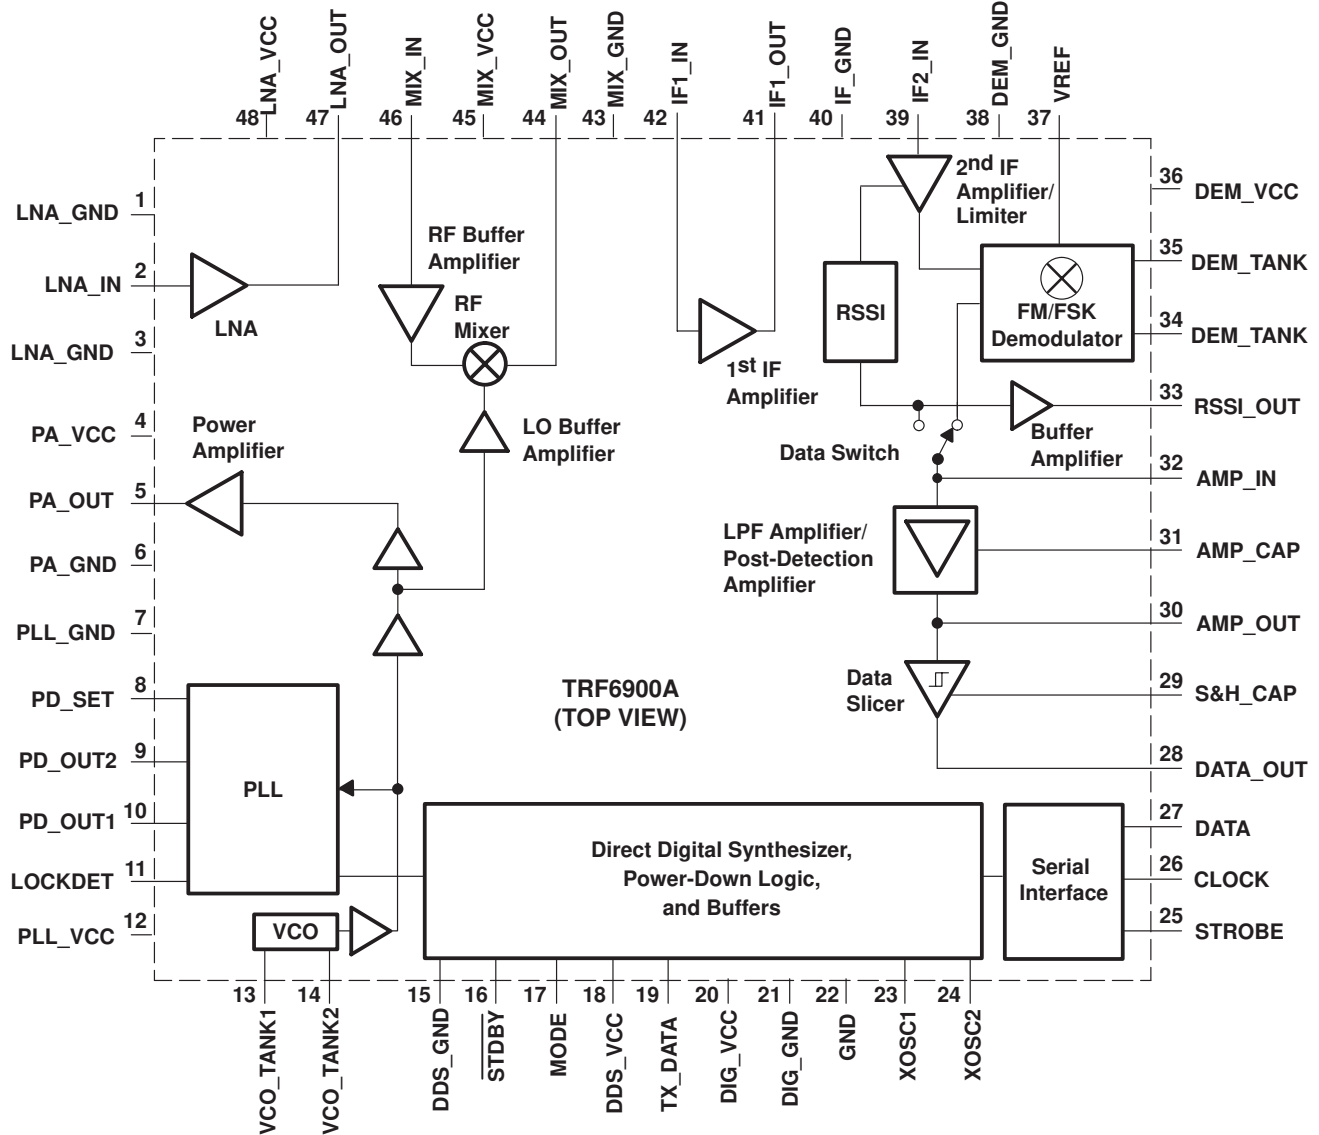 LNA_VCC
LNA_OUT
MIX_IN
MIX_VCC
MIX_OUT
MIX_GND
IF1_IN
IF1_OUT
IF_GND
IF2_IN
DEM_GND
VREF
48
47
46
45
44
43
42
41
40
39
38
37
1
LNA_GND
2
LNA_IN
3
LNA_GND
4
PA_VCC
5
PA_OUT
6
PA_GND
7
PLL_GND
8
PD_SET
9
PD_OUT2
10
PD_OUT1
11
LOCKDET
12
PLL_VCC
LNA
RF Buffer
Amplifier
RF
Mixer
LO Buffer
Amplifier
Power
Amplifier
1st IF
Amplifier
2nd IF
Amplifier/
Limiter
RSSI
FM/FSK
Demodulator
Data Switch
Buffer
Amplifier
LPF Amplifier/
Post-Detection
Amplifier
Data
Slicer
TRF6900A
(TOP VIEW)
PLL
VCO
Direct Digital Synthesizer,
Power-Down Logic,
and Buffers
Serial
Interface
36
DEM_VCC
35
DEM_TANK
34
DEM_TANK
33
RSSI_OUT
32
AMP_IN
31
AMP_CAP
30
AMP_OUT
29
S&H_CAP
28
DATA_OUT
27
DATA
26
CLOCK
25
STROBE
13
14
15
16
17
18
19
20
21
22
23
24
VCO_TANK1
VCO_TANK2
DDS_GND
STDBY
MODE
DDS_VCC
TX_DATA
DIG_VCC
DIG_GND
GND
XOSC1
XOSC2